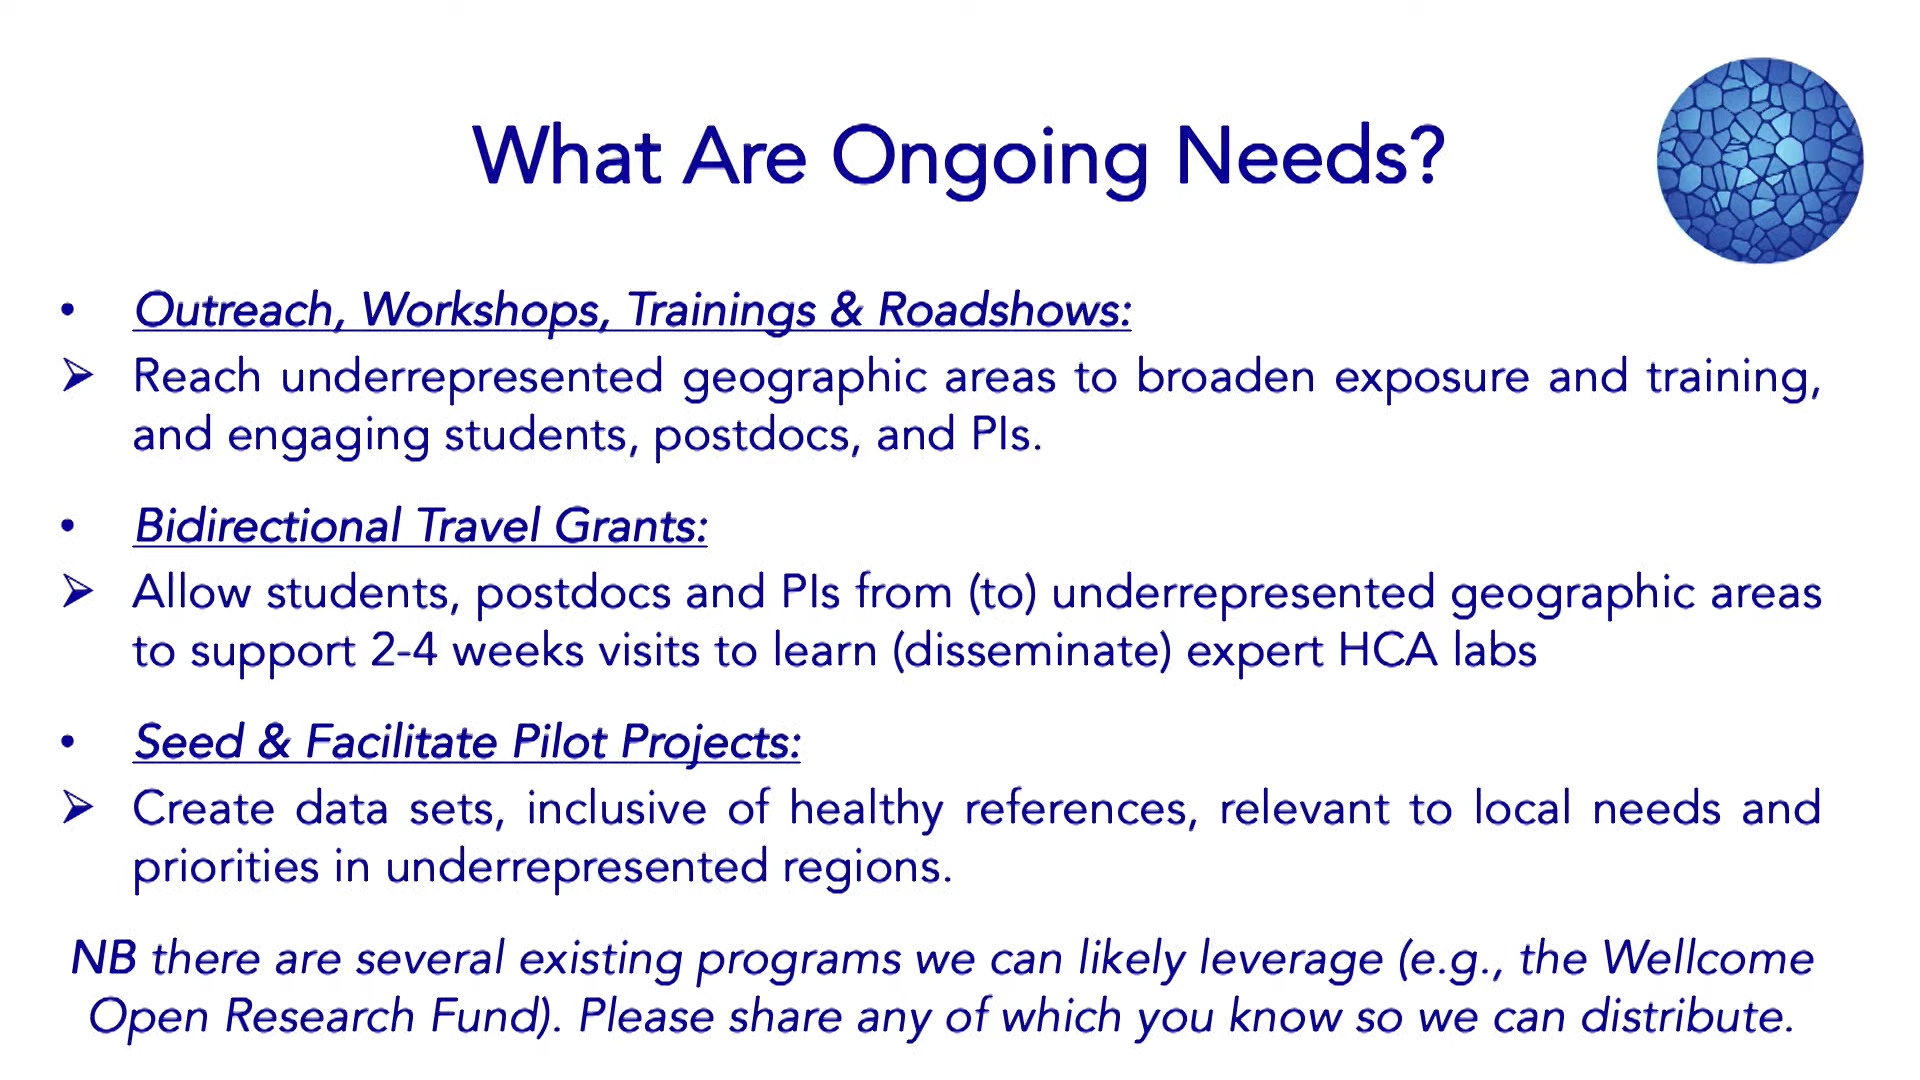 What Are Ongoing Needs?
• Outreach, Workshops, Trainings & Roadshows:
➢ Reach underrepresented geographic areas to broaden exposure and training,
and engaging students, postdocs, and PIs.
• Bidirectional Travel Grants:
➢ Allow students, postdocs and PIs from (to) underrepresented geographic areas
to support 2-4 weeks visits to learn (disseminate) expert HCA labs
• Seed & Facilitate Pilot Projects:
➢ Create data sets, inclusive of healthy references, relevant to local needs and
priorities in underrepresented regions.
NB there are several existing programs we can likely leverage (e.g., the Wellcome
Open Research Fund). Please share any of which you know so we can distribute.